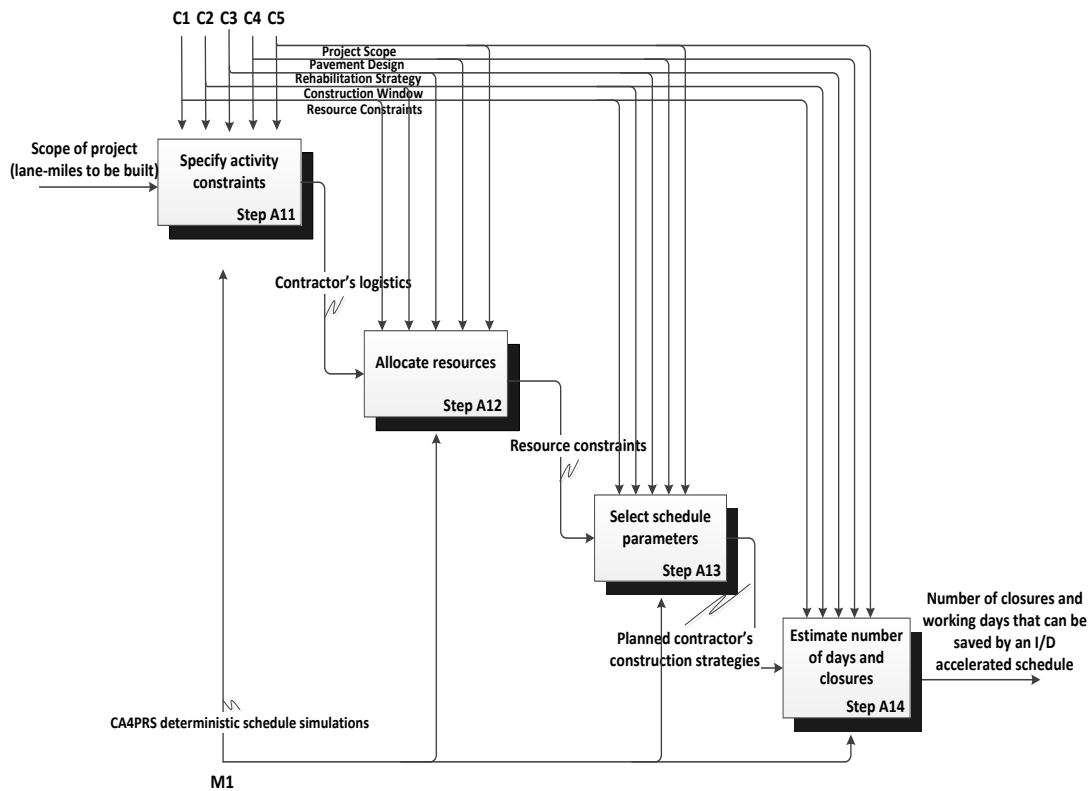 C1 C2 C3 C4 C5
Project Scope
Pavement Design
Rehabilitation Strategy
Construction Window
Resource Constraints
Scope of project
(lane-miles to be built)
Specify activity
constraints
Step A11
Contractor's logistics
Allocate resources
Step A12
Resource constraints
Select schedule
parameters
Step A13
Planned contractor's
construction strategies
Estimate number
of days and
closures
Step A14
Number of closures and
working days that can be
saved by an I/D
accelerated schedule
CA4PRS deterministic schedule simulations
M1